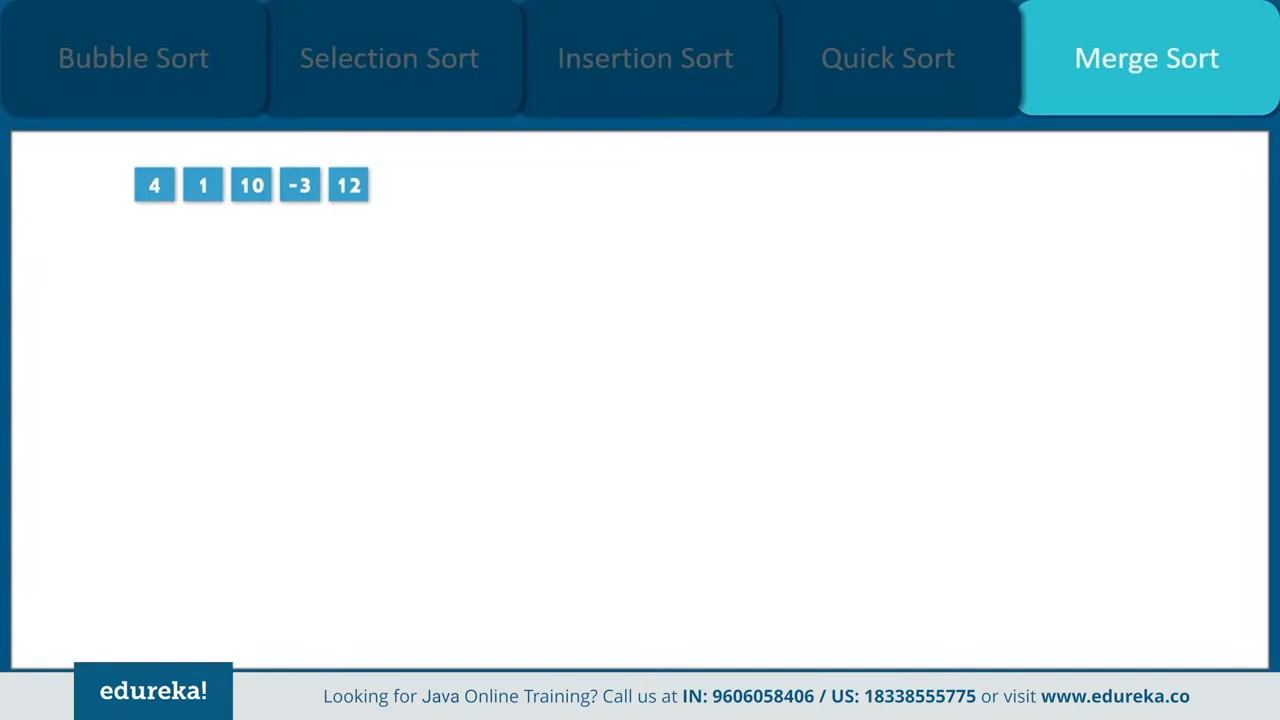 Bubble Sort Selection Sort Insertion Sort Quick Sort Merge Sort
4 1 10 -3 12
edureka! Looking for Java Online Training? Call us at IN: 9606058406 / US: 18338555775 or visit www.edureka.co